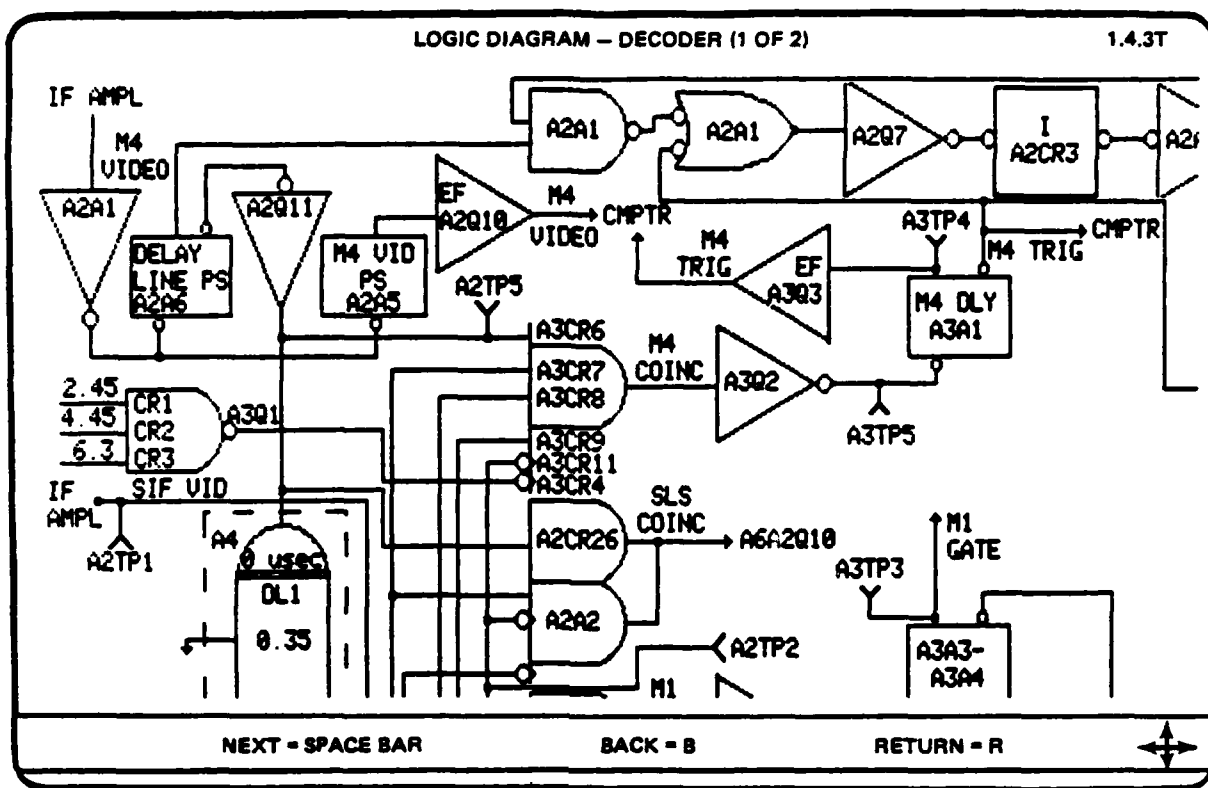 LOGIC DIAGRAM – DECODER (1 OF 2)
1.4.3T
IF AMPL
M4
VIDEO
A2A1
DELAY
LINE PS
A2A6
A2Q11
M4 VID
PS
A2A5
EF
A2Q10
M4
VIDEO
CMPTR
A2A1
A2A1
A2Q7
I
A2CR3
M4
TRIG
EF
A3Q3
A3TP4
M4 TRIG
CMPTR
M4 DLY
A3A1
A2TP5
A3CR6
A3CR7
A3CR8
A3CR9
A3CR11
A3CR4
M4
COINC
A3Q2
A3TP5
2.45
4.45
6.3
CR1
CR2
CR3
A3Q1
IF
AMPL
SIF VID
A2TP1
A4
0 usec
DL1
0.35
A2CR26
SLS
COINC
A6A2Q10
A2A2
A2TP2
M1
A3TP3
M1
GATE
A3A3-
A3A4
NEXT = SPACE BAR
BACK = B
RETURN = R